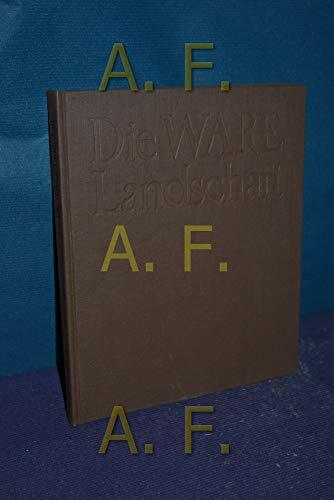 A. F.
Die WARE
Landschaft
A. F.
A. F.